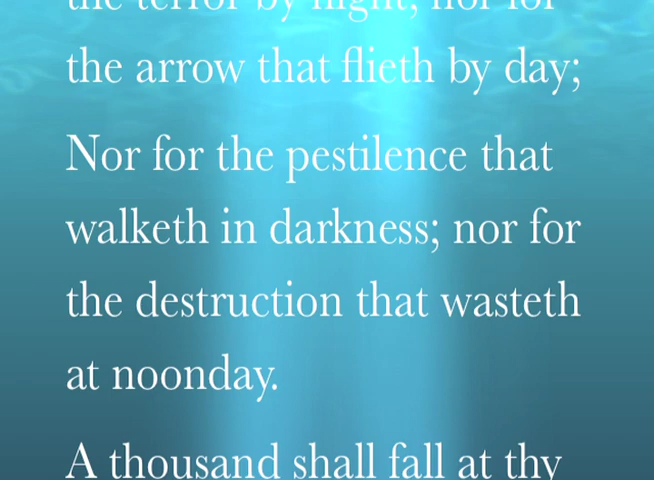 the terror by night; nor for
the arrow that flieth by day;
Nor for the pestilence that
walketh in darkness; nor for
the destruction that wasteth
at noonday.
A thousand shall fall at thy